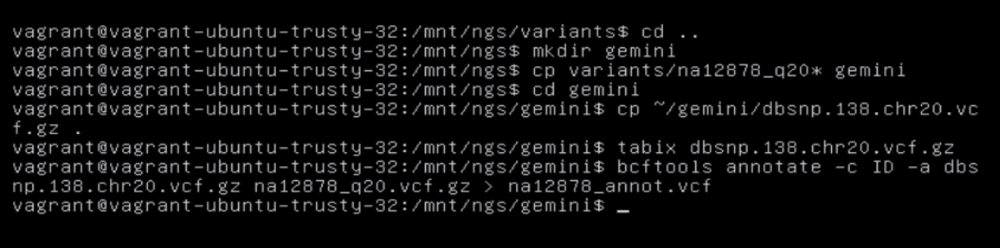 vagrant@vagrant-ubuntu-trusty-32:/mnt/ngs/variants$ cd ..
vagrant@vagrant-ubuntu-trusty-32:/mnt/ngs$ mkdir gemini
vagrant@vagrant-ubuntu-trusty-32:/mnt/ngs$ cp variants/na12878_q20* gemini
vagrant@vagrant-ubuntu-trusty-32:/mnt/ngs$ cd gemini
vagrant@vagrant-ubuntu-trusty-32:/mnt/ngs/gemini$ cp ~/gemini/dbsnp.138.chr20.vc
f.gz .
vagrant@vagrant-ubuntu-trusty-32:/mnt/ngs/gemini$ tabix dbsnp.138.chr20.vcf.gz
vagrant@vagrant-ubuntu-trusty-32:/mnt/ngs/gemini$ bcftools annotate -c ID -a dbs
np.138.chr20.vcf.gz na12878_q20.vcf.gz > na12878_annot.vcf
vagrant@vagrant-ubuntu-trusty-32:/mnt/ngs/gemini$ _